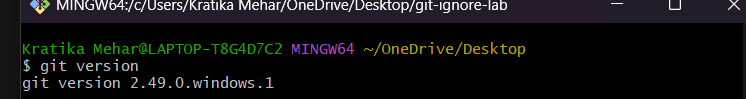 MINGW64:/c/Users/Kratika Mehar/OneDrive/Desktop/git-ignore-lab
Kratika Mehar@LAPTOP-T8G4D7C2 MINGW64 ~/OneDrive/Desktop
$ git version
git version 2.49.0.windows.1